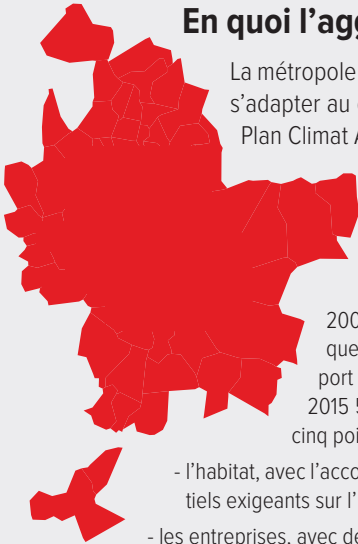 En quoi l’agg
La métropole
s’adapter au
Plan Climat A
200
que
port
2015 5
cinq poi
- l’habitat, avec l’acco
tiels exigeants sur l’
- les entreprises, avec de